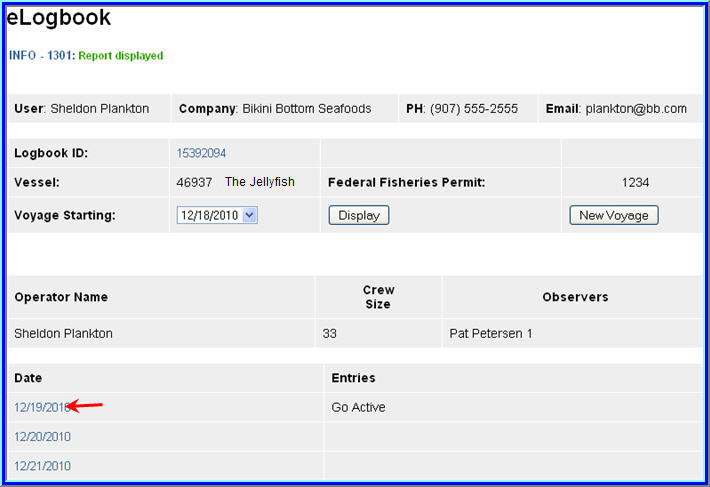 eLogbook
INFO - 1301: Report displayed
User: Sheldon Plankton Company: Bikini Bottom Seafoods PH: (907) 555-2555 Email: plankton@bb.com
Logbook ID: 15392094
Vessel: 46937 The Jellyfish Federal Fisheries Permit: 1234
Voyage Starting: 12/18/2010 Display New Voyage
Operator Name Crew Size Observers
Sheldon Plankton 33 Pat Petersen 1
Date Entries
12/19/2010 Go Active
12/20/2010
12/21/2010